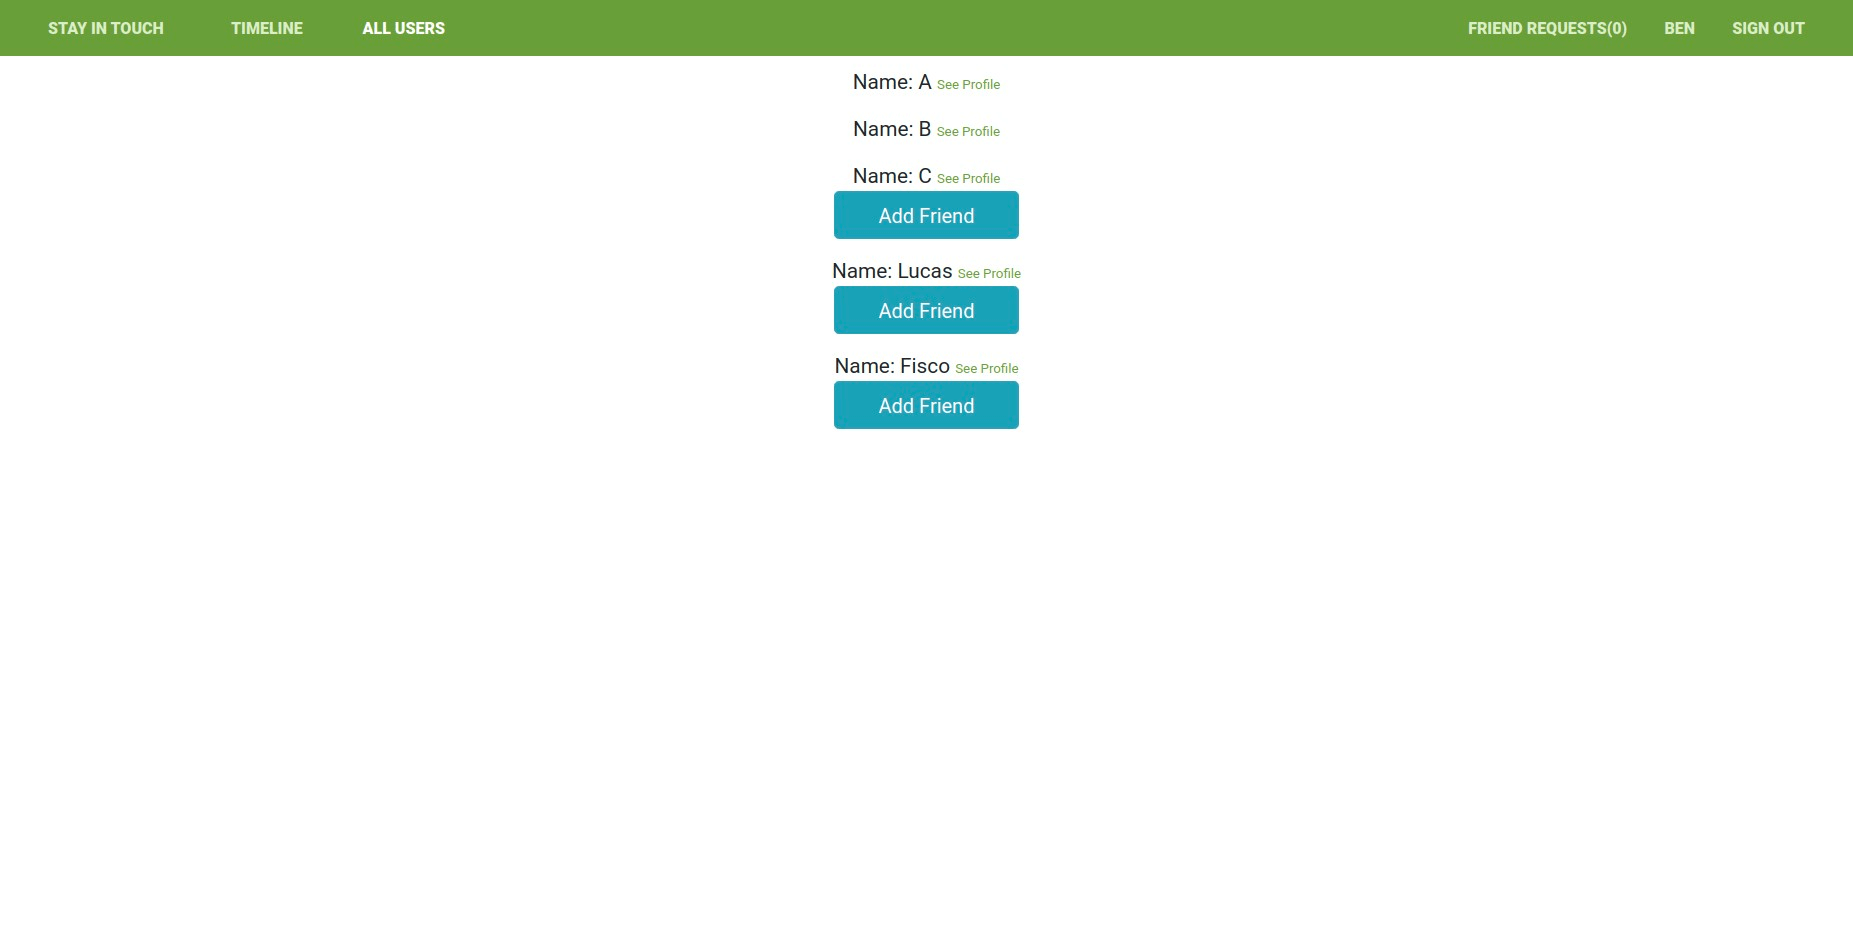 STAY IN TOUCH TIMELINE ALL USERS FRIEND REQUESTS(0) BEN SIGN OUT
Name: A See Profile
Name: B See Profile
Name: C See Profile
Add Friend
Name: Lucas See Profile
Add Friend
Name: Fisco See Profile
Add Friend